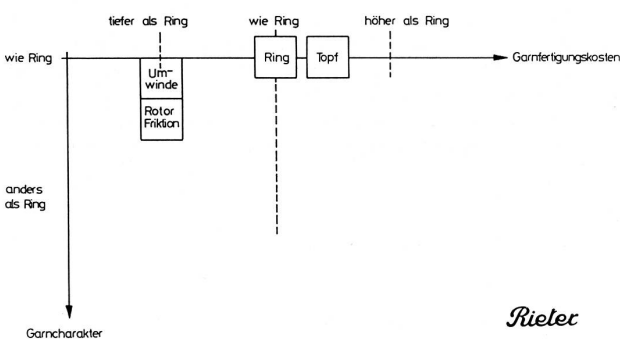 tiefer als Ring
wie Ring
höher als Ring
wie Ring
Um-
winde
Ring
Topf
Garnfertigungskosten
Rotor
Friktion
anders
als Ring
Rieter
Garncharakter